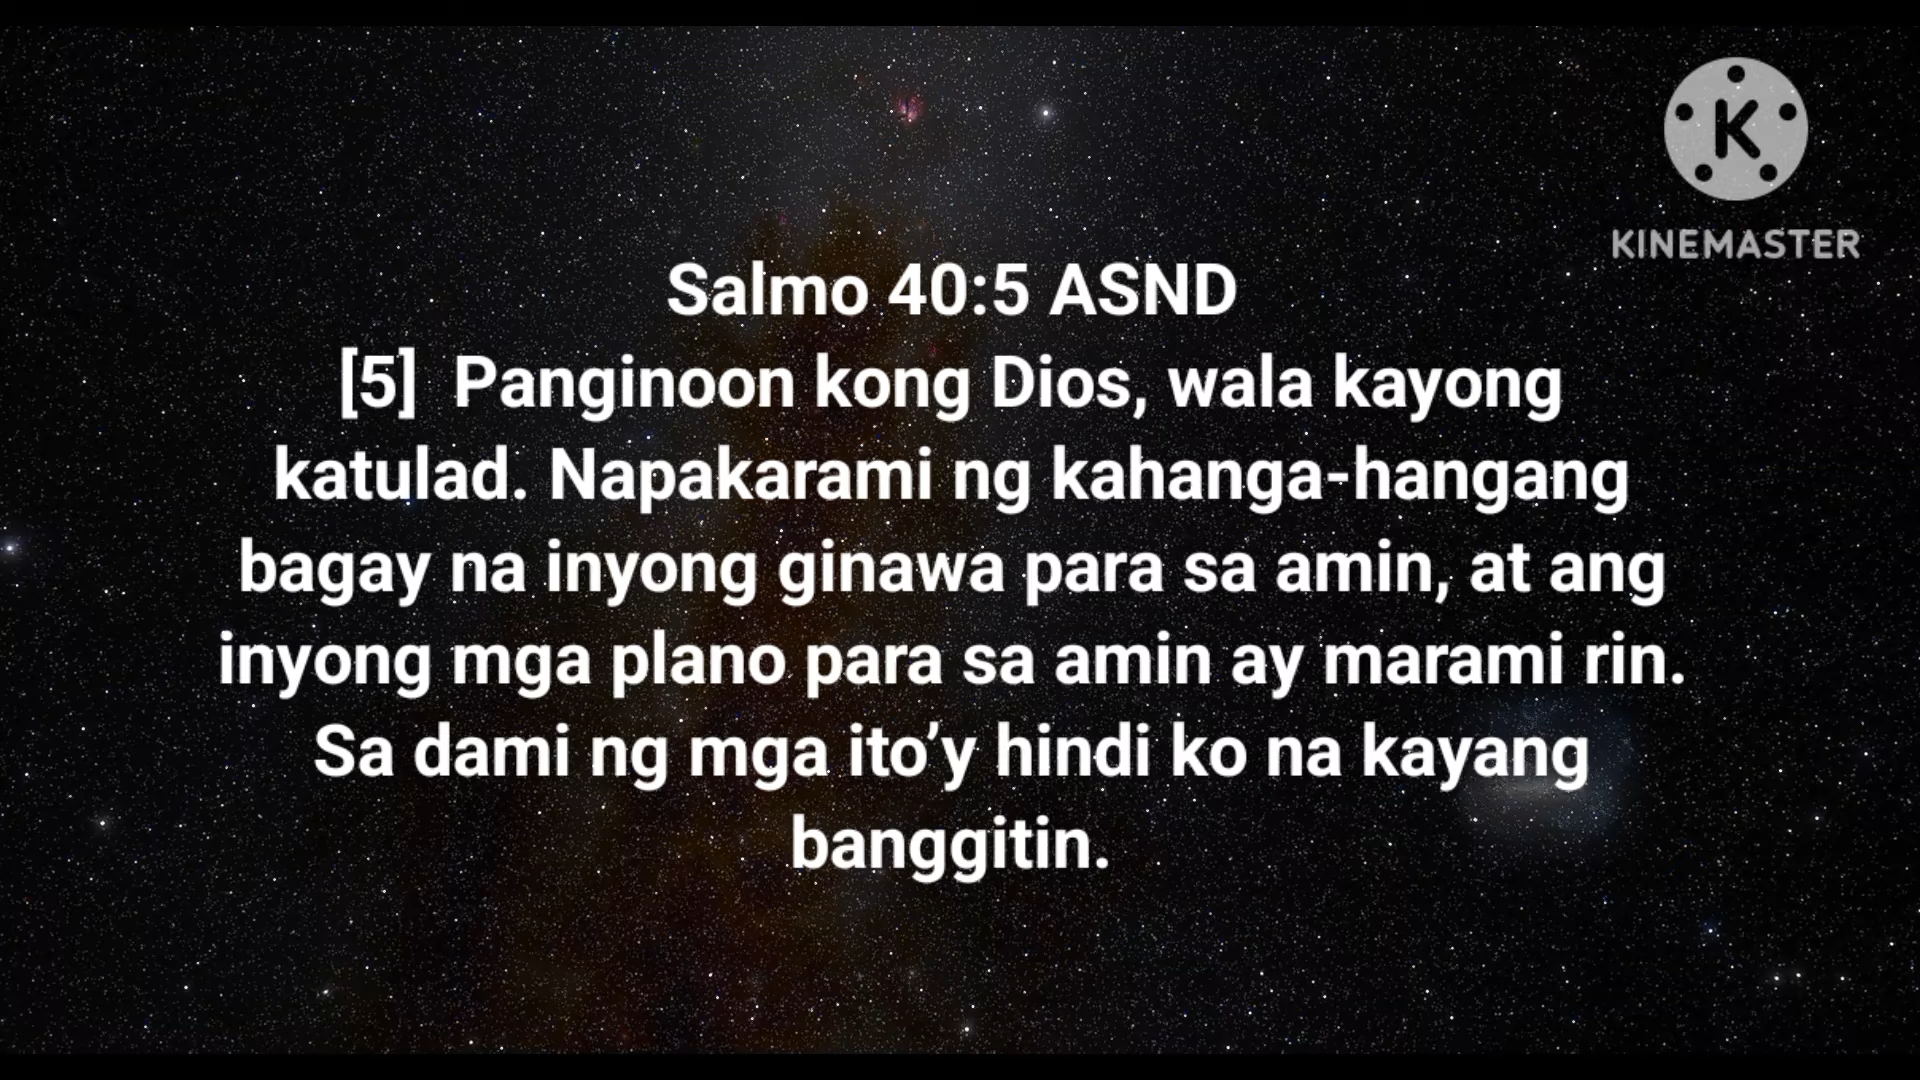 KINEMASTER
Salmo 40:5 ASND
[5]  Panginoon kong Dios, wala kayong
katulad. Napakarami ng kahanga-hangang
bagay na inyong ginawa para sa amin, at ang
inyong mga plano para sa amin ay marami rin.
Sa dami ng mga ito’y hindi ko na kayang
banggitin.